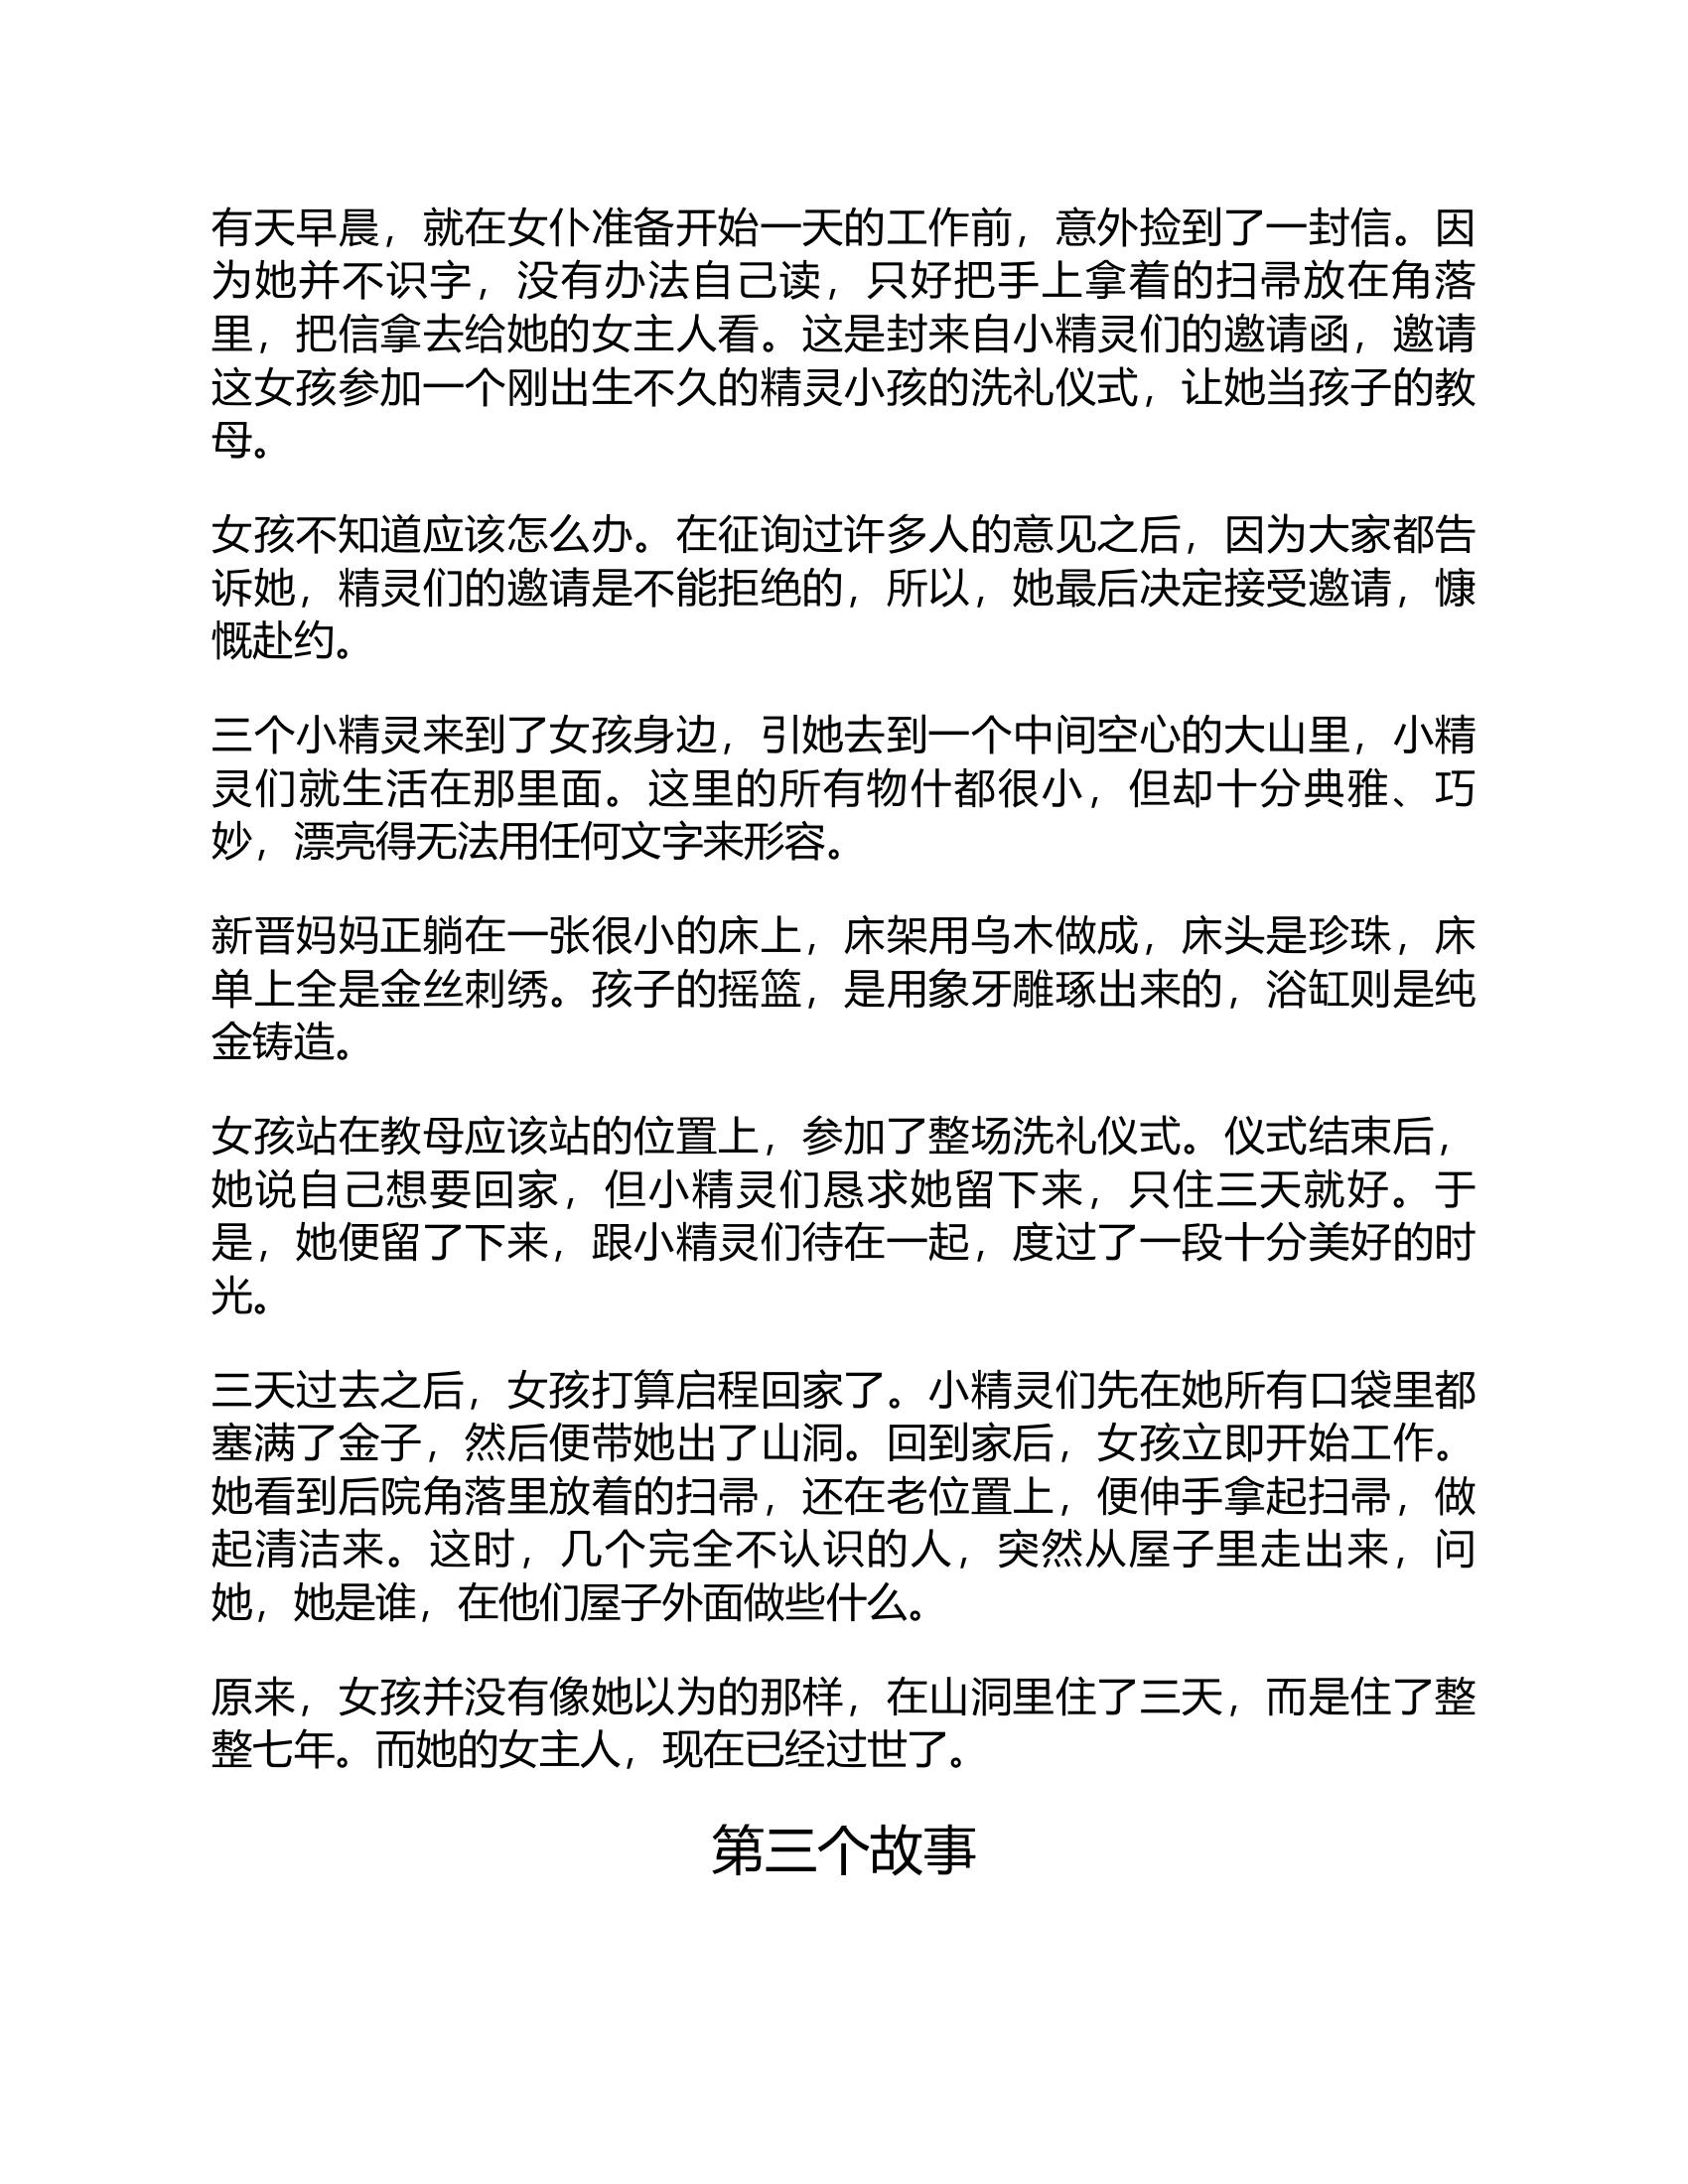 有天早晨，就在女仆准备开始一天的工作前，意外捡到了一封信。因
为她并不识字，没有办法自己读，只好把手上拿着的扫帚放在角落
里，把信拿去给她的女主人看。这是封来自小精灵们的邀请函，邀请
这女孩参加一个刚出生不久的精灵小孩的洗礼仪式，让她当孩子的教
母。
女孩不知道应该怎么办。在征询过许多人的意见之后，因为大家都告
诉她，精灵们的邀请是不能拒绝的，所以，她最后决定接受邀请，慷
慨赴约。
三个小精灵来到了女孩身边，引她去到一个中间空心的大山里，小精
灵们就生活在那里面。这里的所有物什都很小，但却十分典雅、巧
妙，漂亮得无法用任何文字来形容。
新晋妈妈正躺在一张很小的床上，床架用乌木做成，床头是珍珠，床
单上全是金丝刺绣。孩子的摇篮，是用象牙雕琢出来的，浴缸则是纯
金铸造。
女孩站在教母应该站的位置上，参加了整场洗礼仪式。仪式结束后，
她说自己想要回家，但小精灵们恳求她留下来，只住三天就好。于
是，她便留了下来，跟小精灵们待在一起，度过了一段十分美好的时
光。
三天过去之后，女孩打算启程回家了。小精灵们先在她所有口袋里都
塞满了金子，然后便带她出了山洞。回到家后，女孩立即开始工作。
她看到后院角落里放着的扫帚，还在老位置上，便伸手拿起扫帚，做
起清洁来。这时，几个完全不认识的人，突然从屋子里走出来，问
她，她是谁，在他们屋子外面做些什么。
原来，女孩并没有像她以为的那样，在山洞里住了三天，而是住了整
整七年。而她的女主人，现在已经过世了。
第三个故事